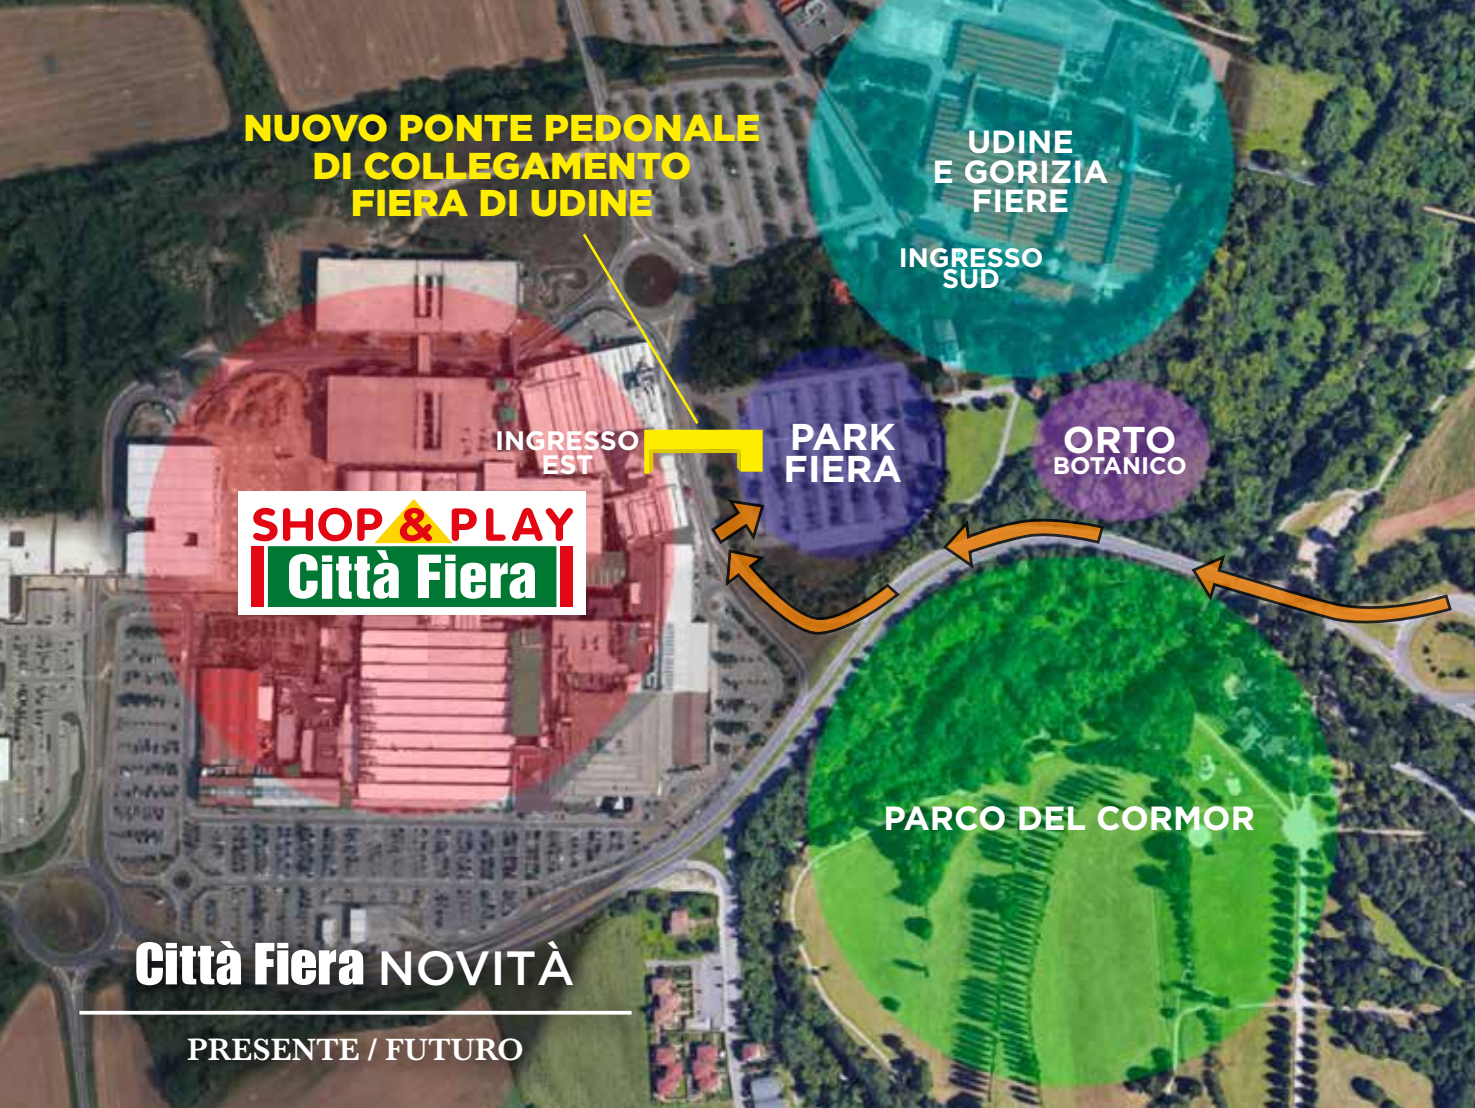 NUOVO PONTE PEDONALE
DI COLLEGAMENTO
FIERA DI UDINE
UDINE
E GORIZIA
FIERE
INGRESSO
SUD
INGRESSO
EST
PARK
FIERA
ORTO
BOTANICO
SHOP & PLAY
Città Fiera
PARCO DEL CORMOR
Città Fiera NOVITÀ
PRESENTE / FUTURO